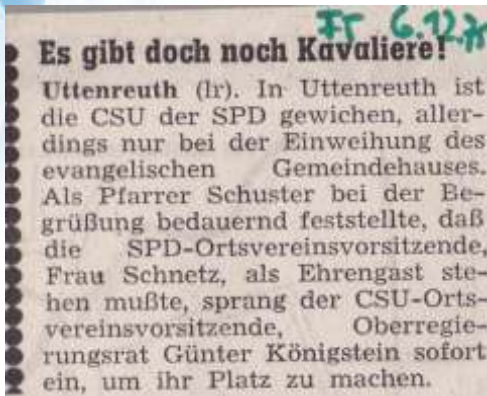 FT 6.12.75
Es gibt doch noch Kavaliere!
Uttenreuth (lr). In Uttenreuth ist
die CSU der SPD gewichen, aller-
dings nur bei der Einweihung des
evangelischen Gemeindehauses.
Als Pfarrer Schuster bei der Be-
grüßung bedauernd feststellte, daß
die SPD-Ortsvereinsvorsitzende,
Frau Schnetz, als Ehrengast ste-
hen mußte, sprang der CSU-Orts-
vereinsvorsitzende, Oberregie-
rungsrat Günter Königstein sofort
ein, um ihr Platz zu machen.